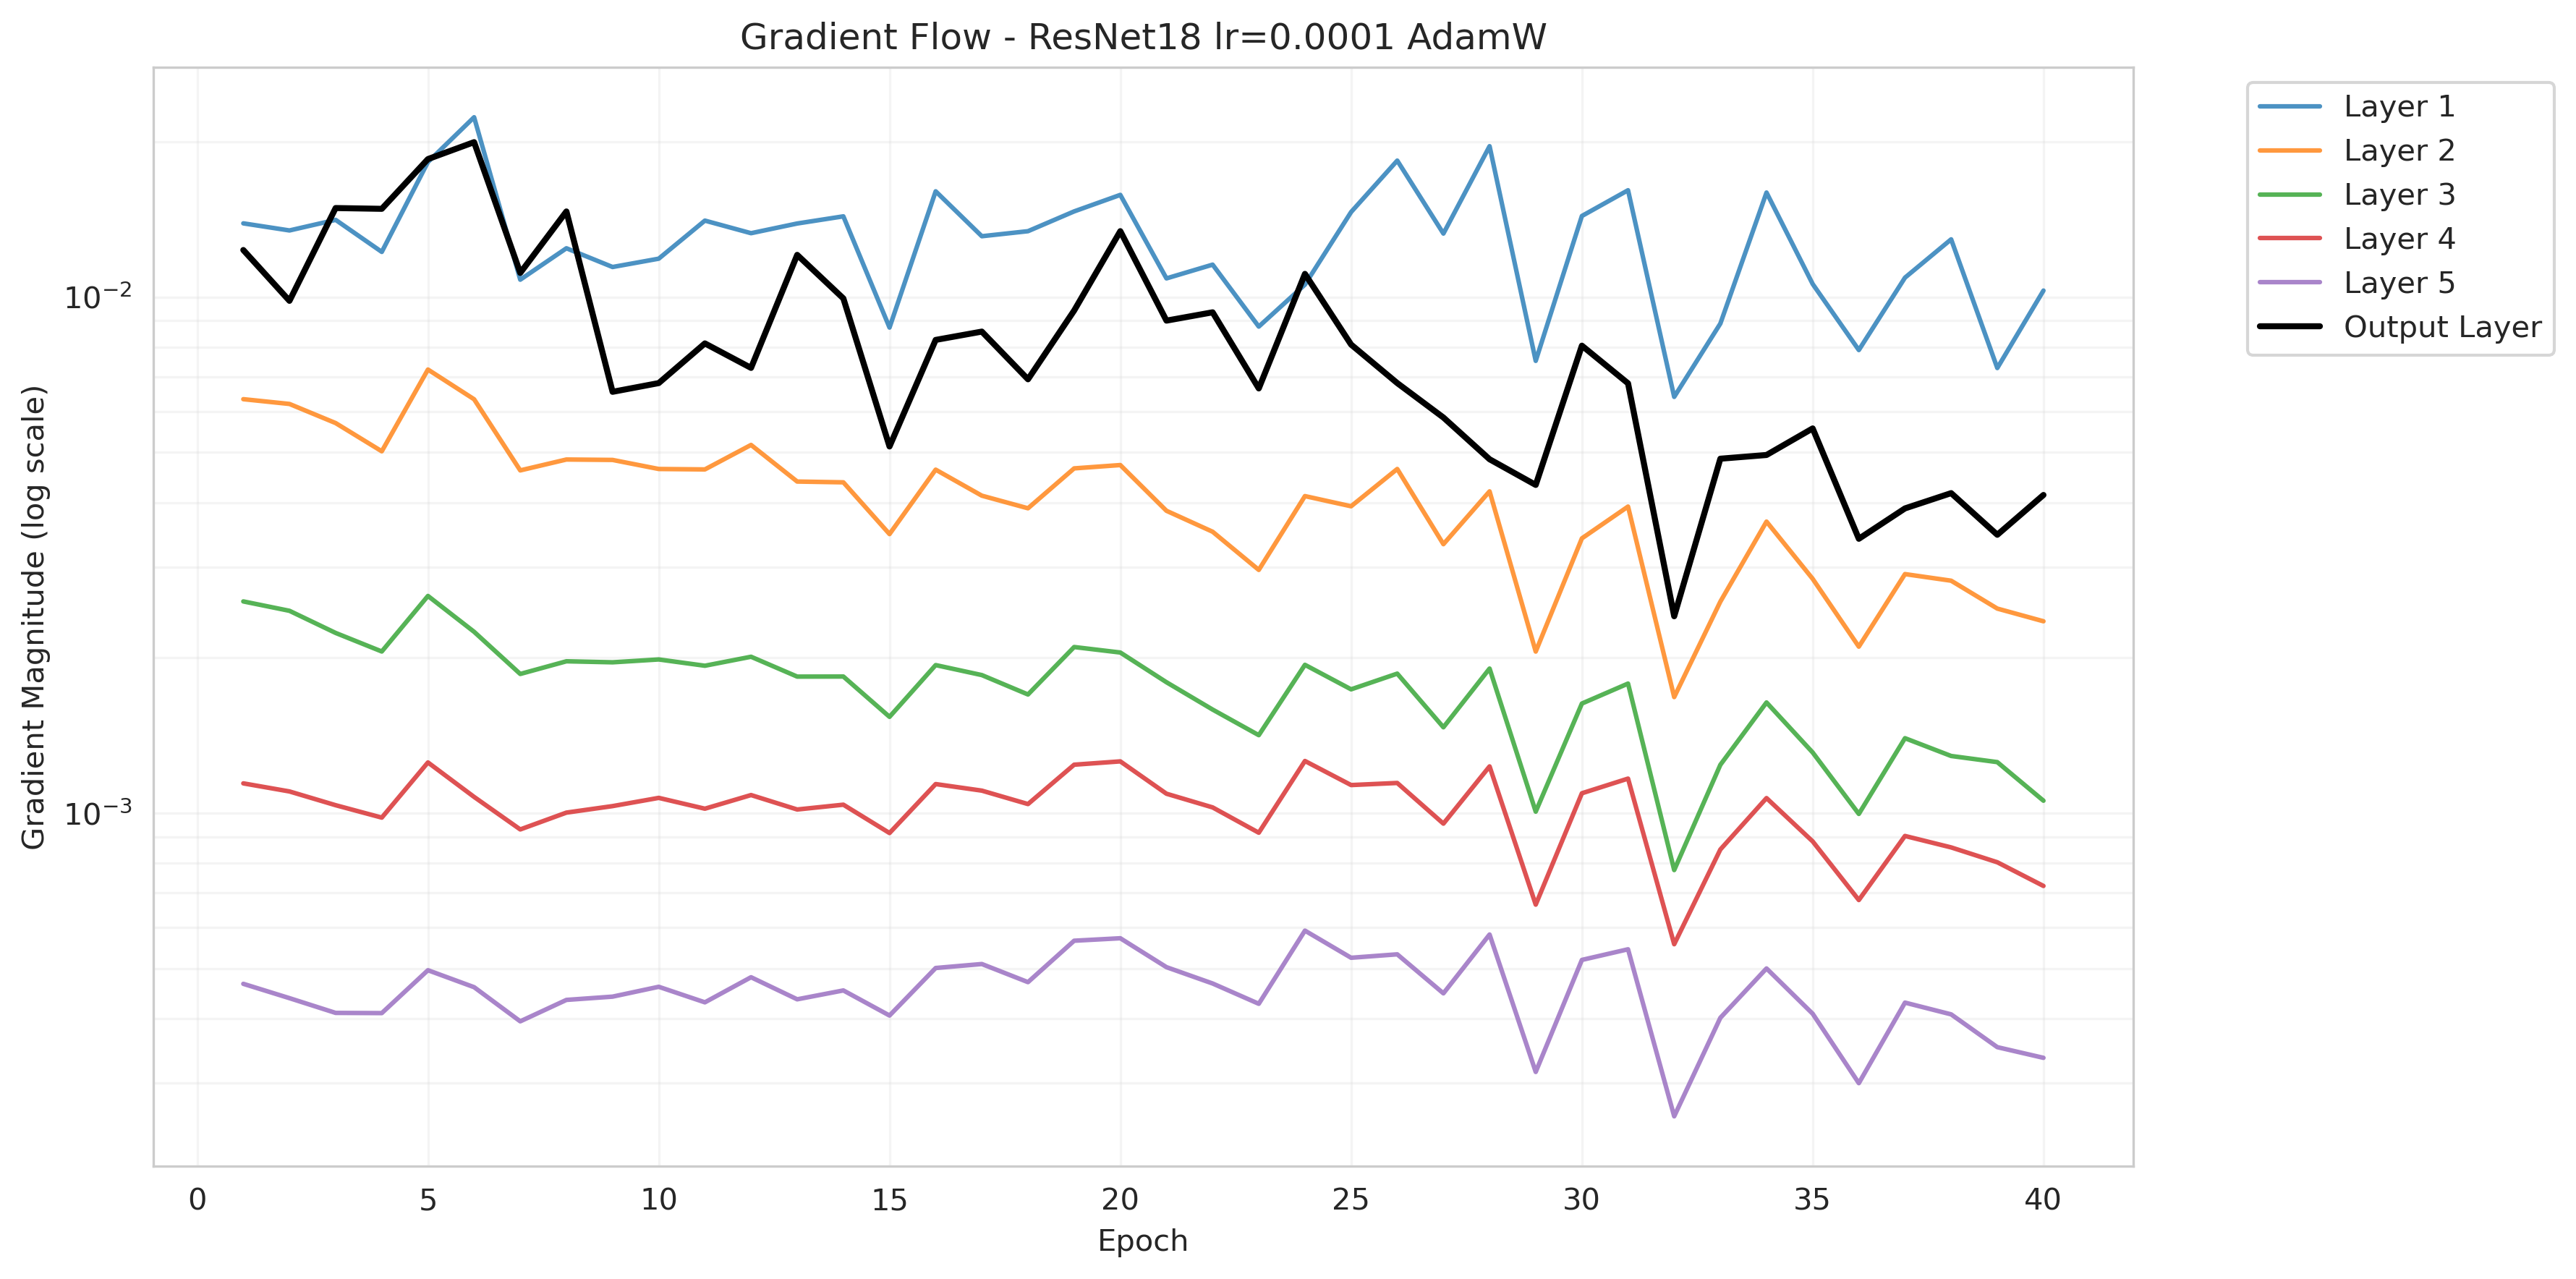 Gradient Flow - ResNet18 lr=0.0001 AdamW
Layer 1
Layer 2
Layer 3
Layer 4
Layer 5
Output Layer
Gradient Magnitude (log scale)
10⁻²
10⁻³
0 5 10 15 20 25 30 35 40
Epoch